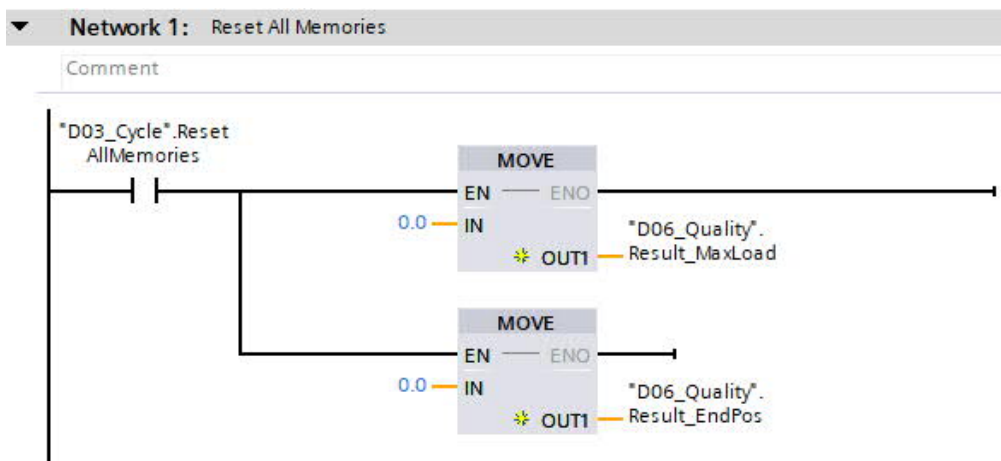 Network 1: Reset All Memories
Comment
"D03_Cycle".Reset
AllMemories
MOVE
EN ENO
0.0 IN
"D06_Quality".
OUT1 Result_MaxLoad
MOVE
EN ENO
0.0 IN
"D06_Quality".
OUT1 Result_EndPos